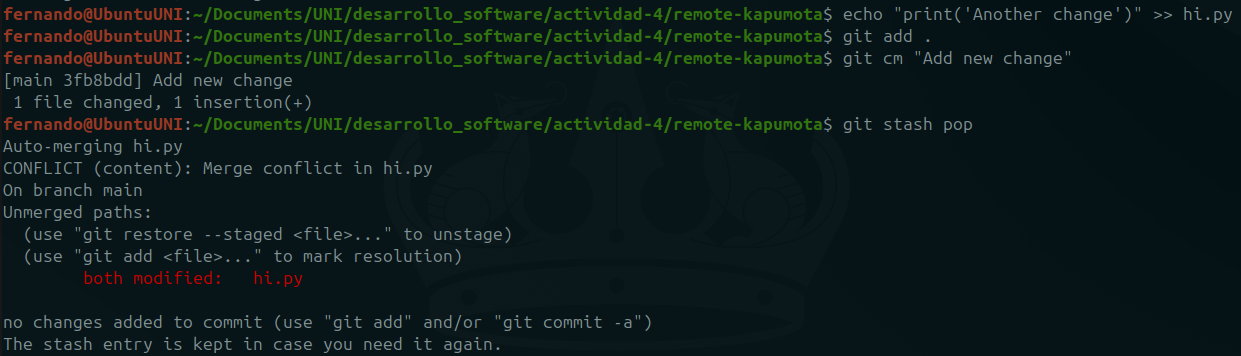 fernando@UbuntuUNI:~/Documents/UNI/desarrollo_software/actividad-4/remote-kapumota$ echo "print('Another change')" >> hi.py
fernando@UbuntuUNI:~/Documents/UNI/desarrollo_software/actividad-4/remote-kapumota$ git add .
fernando@UbuntuUNI:~/Documents/UNI/desarrollo_software/actividad-4/remote-kapumota$ git cm "Add new change"
[main 3fb8bdd] Add new change
 1 file changed, 1 insertion(+)
fernando@UbuntuUNI:~/Documents/UNI/desarrollo_software/actividad-4/remote-kapumota$ git stash pop
Auto-merging hi.py
CONFLICT (content): Merge conflict in hi.py
On branch main
Unmerged paths:
  (use "git restore --staged <file>..." to unstage)
  (use "git add <file>..." to mark resolution)
        both modified:   hi.py

no changes added to commit (use "git add" and/or "git commit -a")
The stash entry is kept in case you need it again.